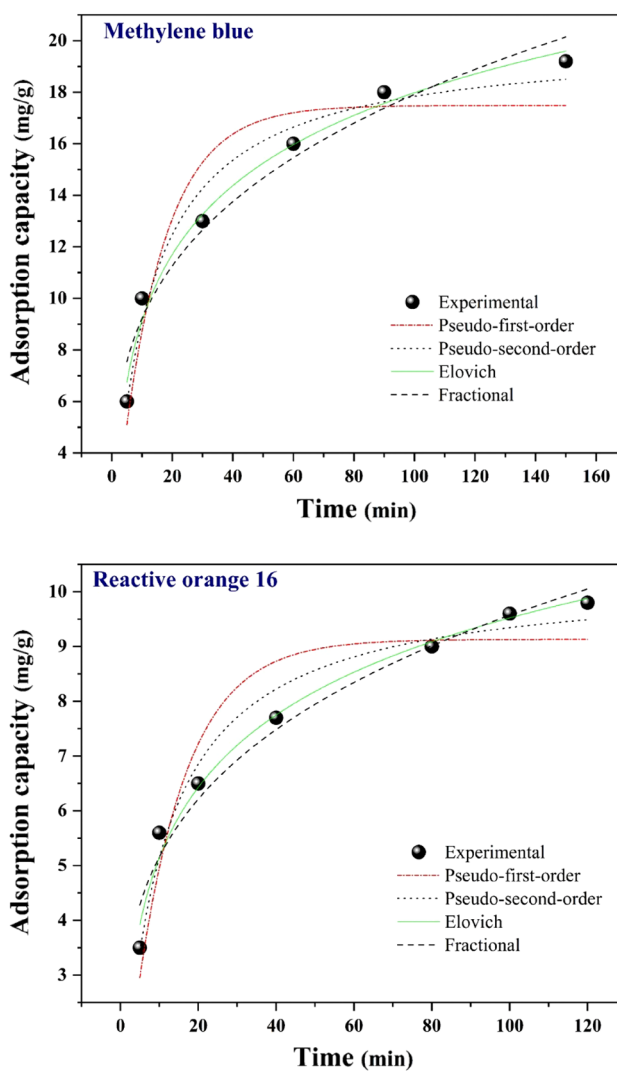 Methylene blue
20
18
16
14
12
10
8
6
4
Adsorption capacity (mg/g)
Experimental
Pseudo-first-order
Pseudo-second-order
Elovich
Fractional
0 20 40 60 80 100 120 140 160
Time (min)
Reactive orange 16
10
9
8
7
6
5
4
3
Adsorption capacity (mg/g)
Experimental
Pseudo-first-order
Pseudo-second-order
Elovich
Fractional
0 20 40 60 80 100 120
Time (min)